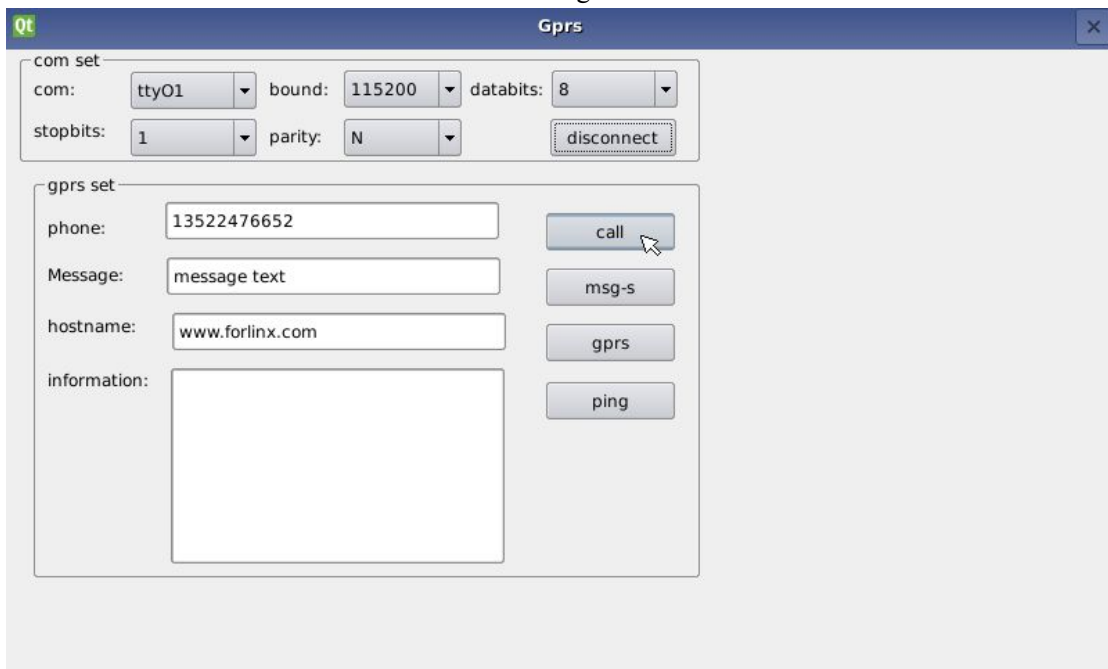 Qt Gprs
com set
com: ttyO1 bound: 115200 databits: 8
stopbits: 1 parity: N disconnect
gprs set
phone: 13522476652 call
Message: message text msg-s
hostname: www.forlinx.com gprs
information: ping